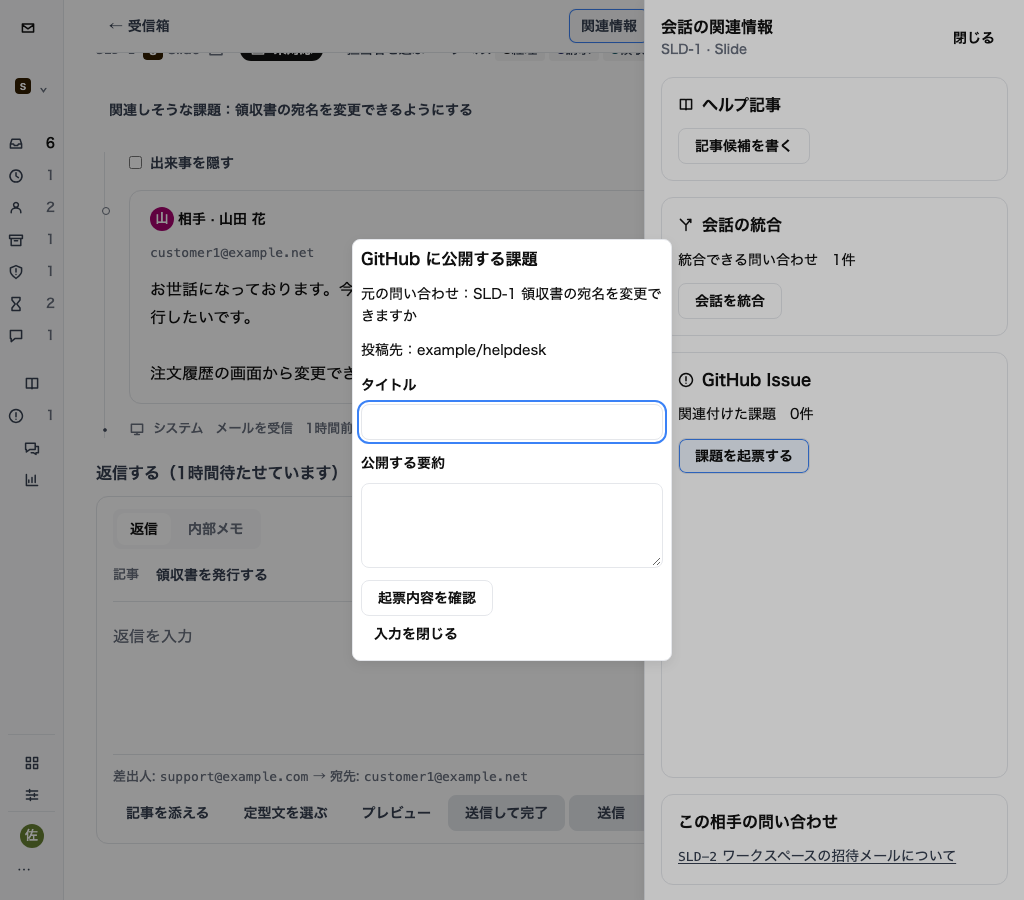 ← 受信箱
関連情報
S
6
1
2
1
1
2
1
1
佐
…
関連しそうな課題：領収書の宛名を変更できるようにする
出来事を隠す
山 相手 · 山田 花
customer1@example.net
お世話になっております。今
行したいです。
注文履歴の画面から変更でき
システム メールを受信 1時間前
返信する（1時間待たせています）
返信 内部メモ
記事 領収書を発行する
返信を入力
差出人: support@example.com → 宛先: customer1@example.net
記事を添える 定型文を選ぶ プレビュー 送信して完了 送信
GitHub に公開する課題
元の問い合わせ：SLD-1 領収書の宛名を変更で
きますか
投稿先：example/helpdesk
タイトル
公開する要約
起票内容を確認
入力を閉じる
会話の関連情報
SLD-1 · Slide
閉じる
ヘルプ記事
記事候補を書く
会話の統合
統合できる問い合わせ 1件
会話を統合
GitHub Issue
関連付けた課題 0件
課題を起票する
この相手の問い合わせ
SLD-2 ワークスペースの招待メールについて